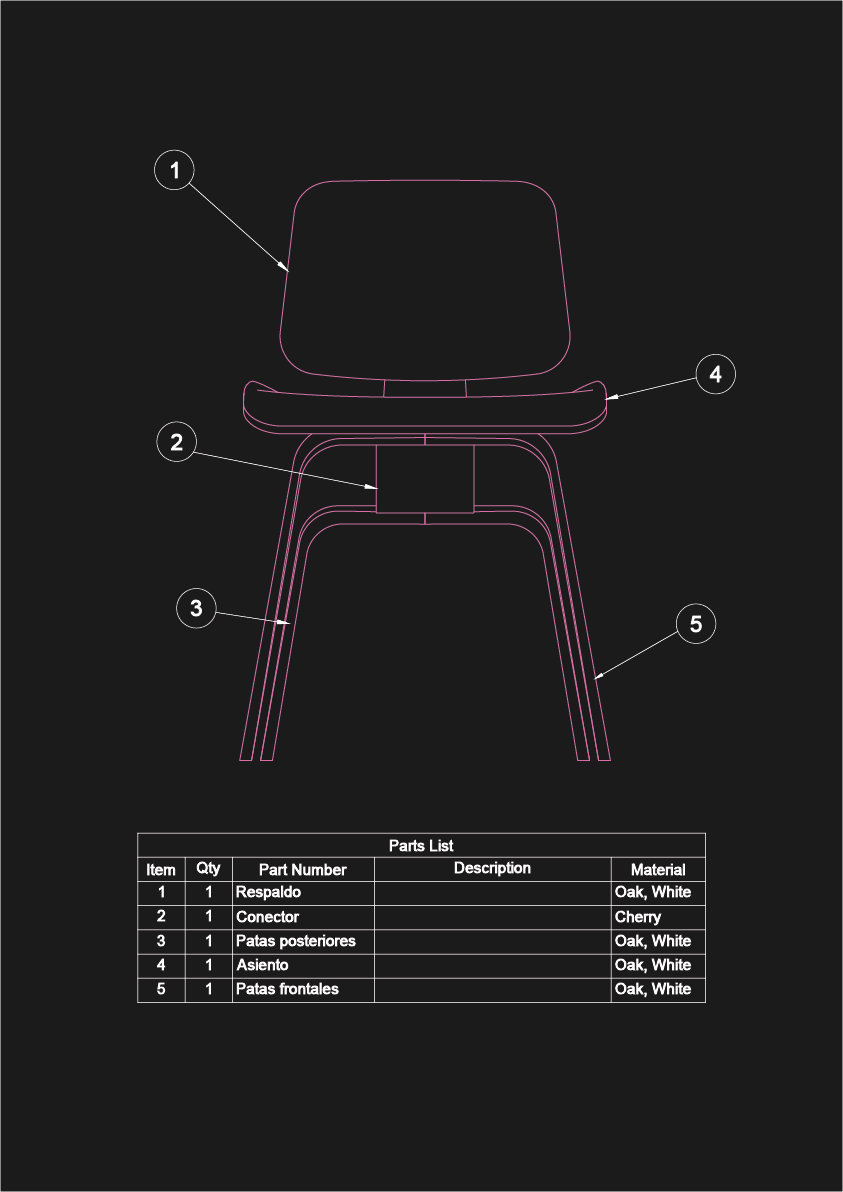 1
4
2
3
5
Parts List
Item Qty Part Number Description Material
1 1 Respaldo Oak, White
2 1 Conector Cherry
3 1 Patas posteriores Oak, White
4 1 Asiento Oak, White
5 1 Patas frontales Oak, White